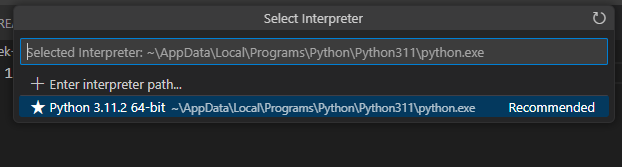 Select Interpreter
Selected Interpreter: ~\AppData\Local\Programs\Python\Python311\python.exe
Enter interpreter path...
Python 3.11.2 64-bit ~\AppData\Local\Programs\Python\Python311\python.exe Recommended
1